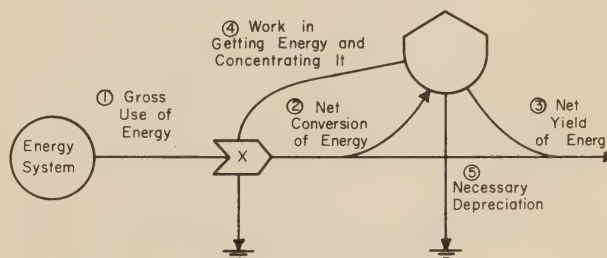 ④ Work in
Getting Energy and
Concentrating It
① Gross
Use of
Energy
② Net
Conversion
of Energy
③ Net
Yield
of Energ
Energy
System
X
⑤
Necessary
Depreciation